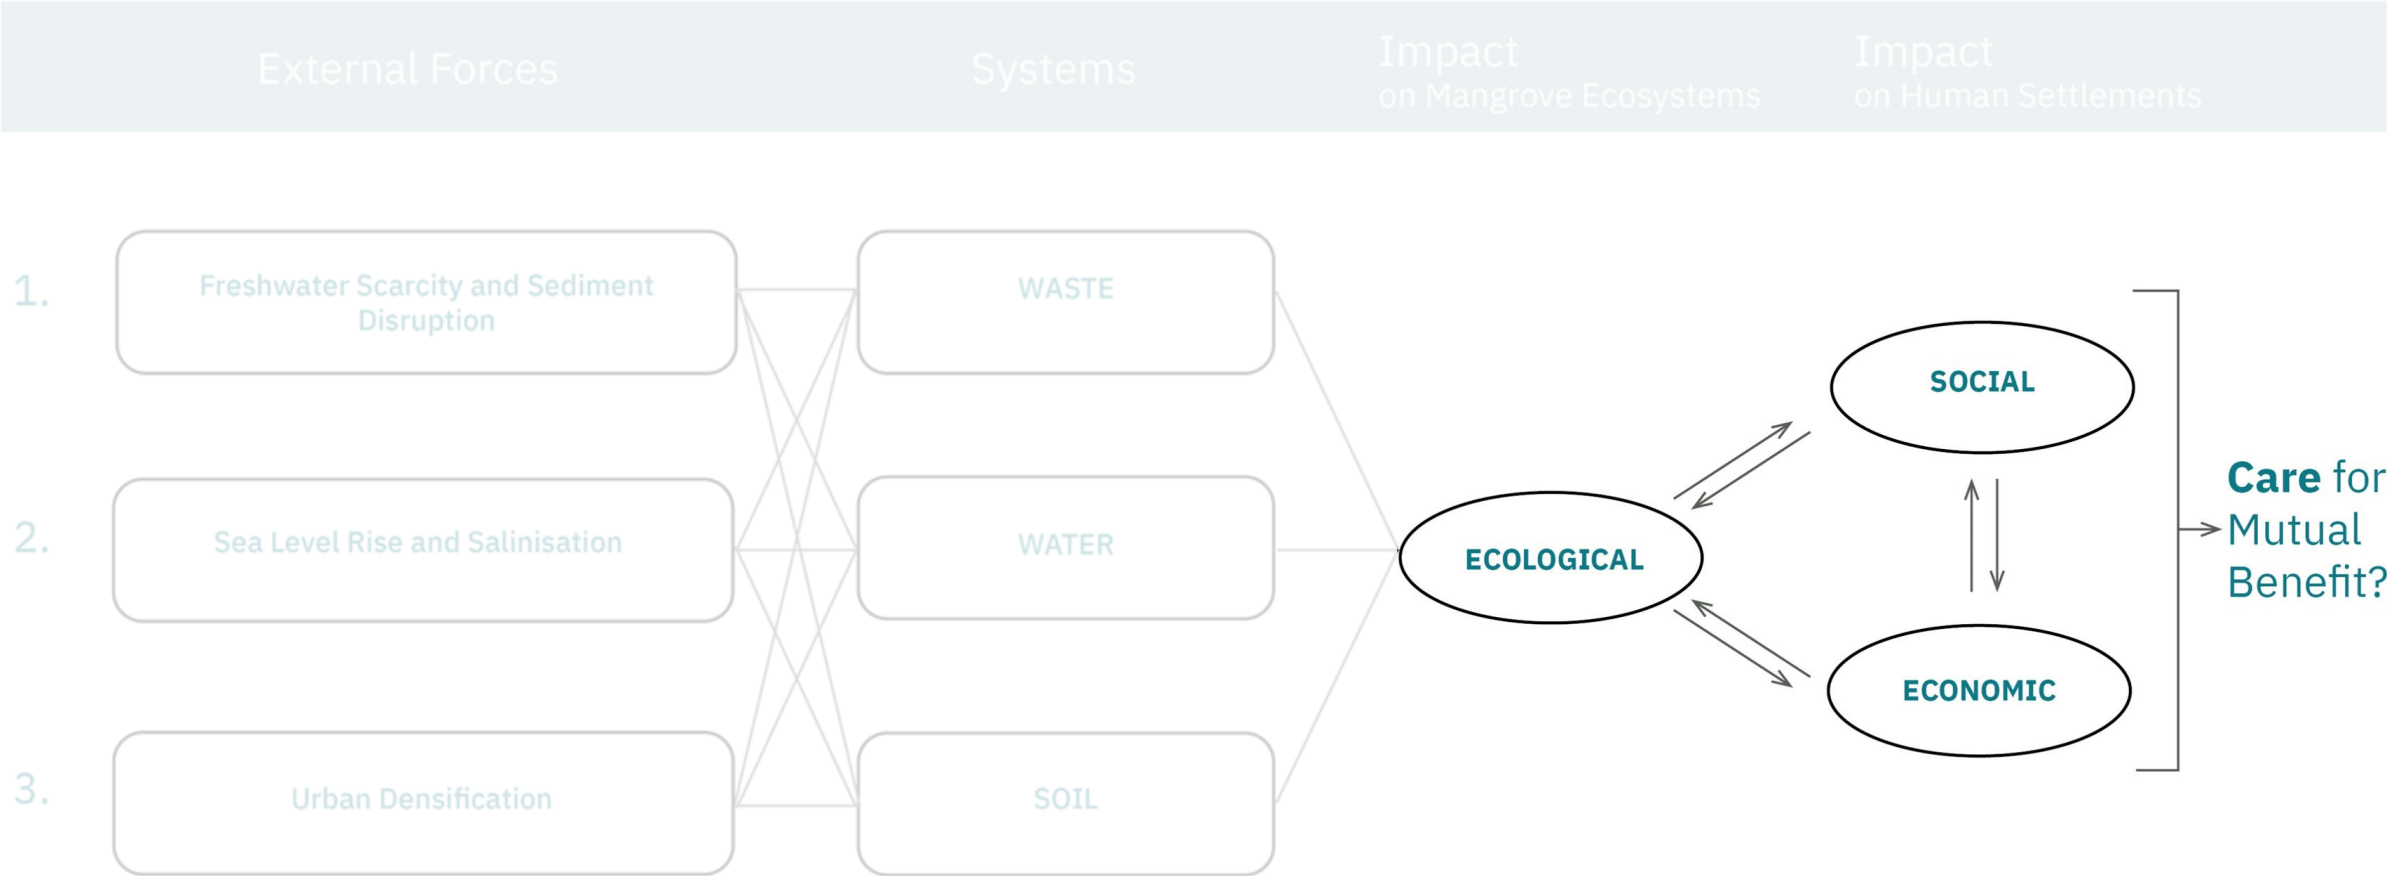 External Forces
Systems
Impact
on Mangrove Ecosystems
Impact
on Human Settlements
1.
Freshwater Scarcity and Sediment
Disruption
WASTE
2.
Sea Level Rise and Salinisation
WATER
3.
Urban Densification
SOIL
ECOLOGICAL
SOCIAL
ECONOMIC
Care for
Mutual
Benefit?